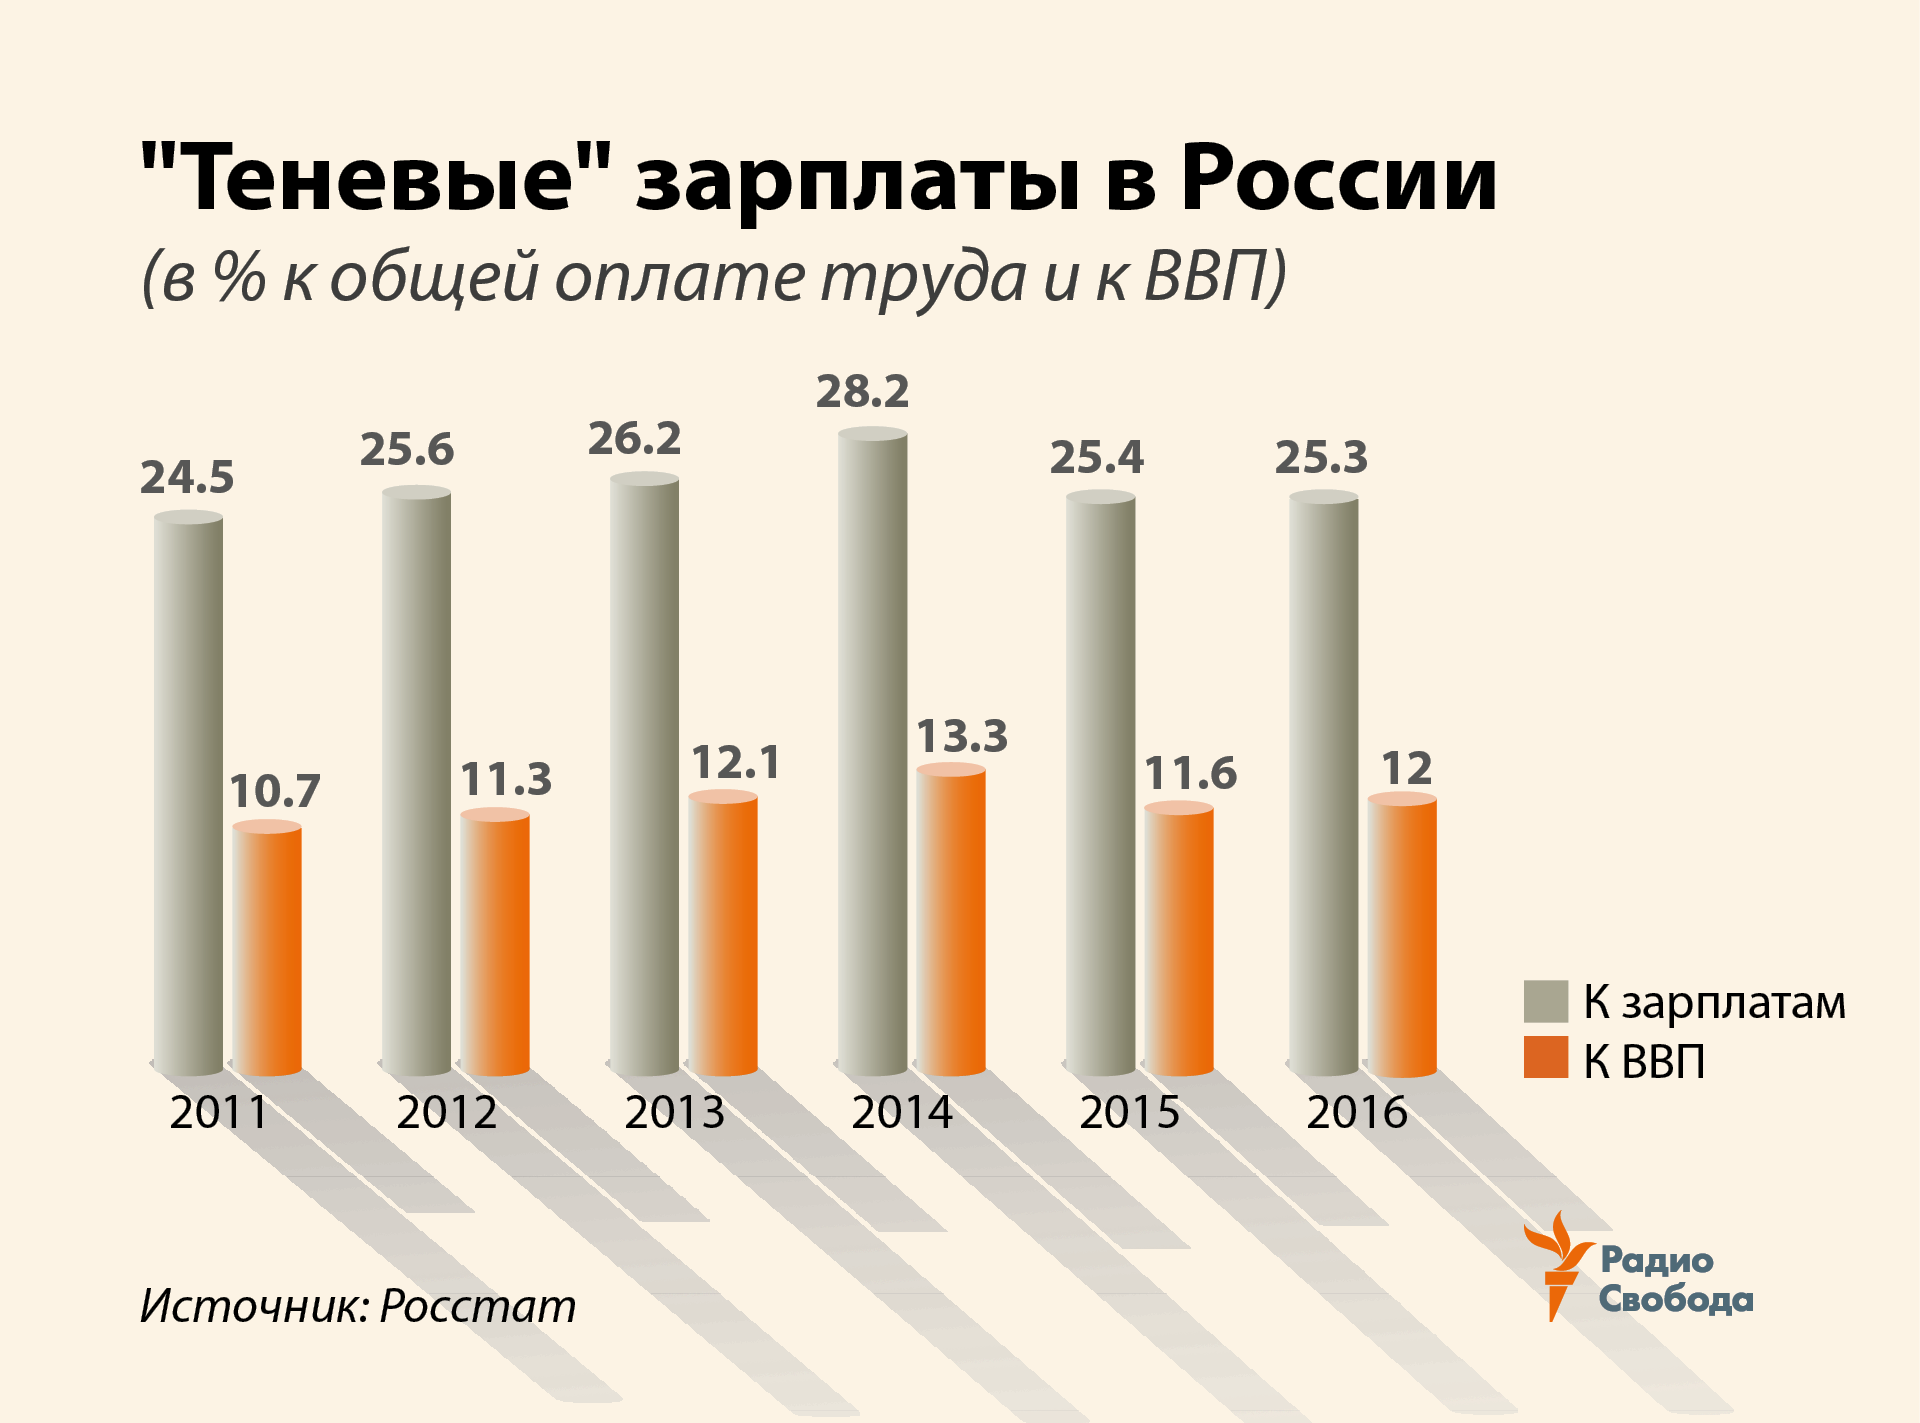 "Теневые" зарплаты в России
(в % к общей оплате труда и к ВВП)
24.5
10.7
25.6
11.3
26.2
12.1
28.2
13.3
25.4
11.6
25.3
12
2011
2012
2013
2014
2015
2016
К зарплатам
К ВВП
Источник: Росстат
Радио
Свобода